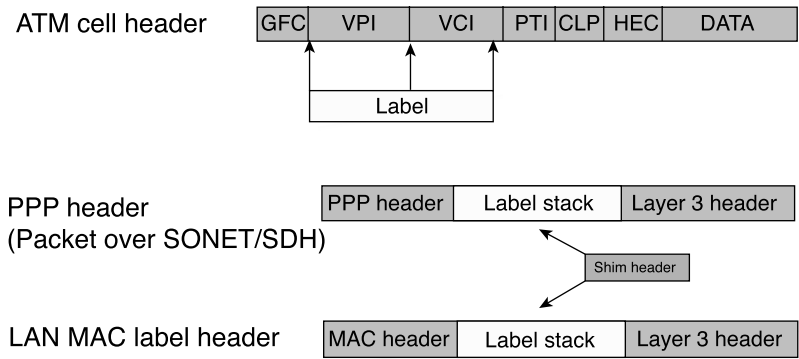 ATM cell header
GFC VPI VCI PTI CLP HEC DATA
Label
PPP header
(Packet over SONET/SDH)
PPP header Label stack Layer 3 header
Shim header
LAN MAC label header
MAC header Label stack Layer 3 header